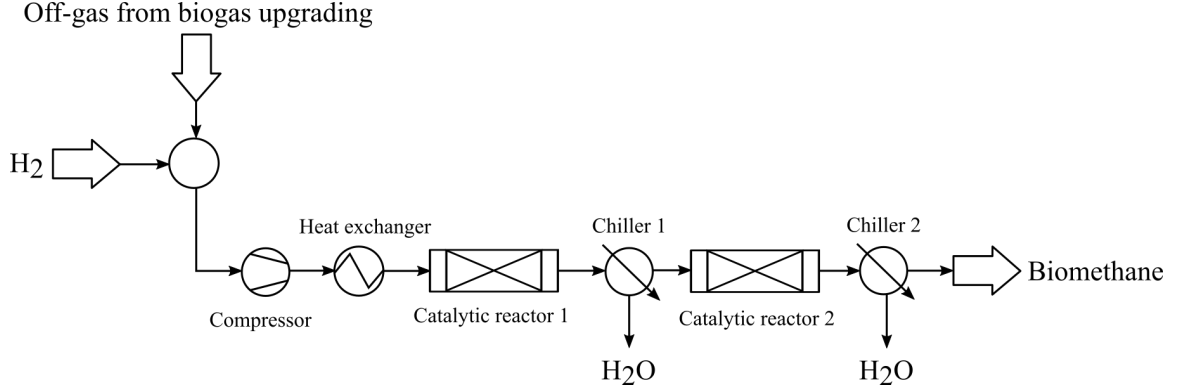 Off-gas from biogas upgrading
H2
Heat exchanger
Chiller 1
Chiller 2
Biomethane
Compressor
Catalytic reactor 1
Catalytic reactor 2
H2O
H2O